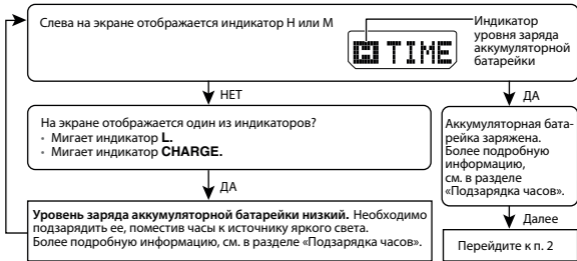 Слева на экране отображается индикатор H или M
Индикатор
уровня заряда
аккумуляторной
батарейки
TIME
НЕТ
ДА
На экране отображается один из индикаторов?
· Мигает индикатор L.
· Мигает индикатор CHARGE.
Аккумуляторная бата-
рейка заряжена.
Более подробную
информацию,
см. в разделе
«Подзарядка часов».
ДА
Далее
Уровень заряда аккумуляторной батарейки низкий. Необходимо
подзарядить ее, поместив часы к источнику яркого света.
Более подробную информацию, см. в разделе «Подзарядка часов».
Перейдите к п. 2